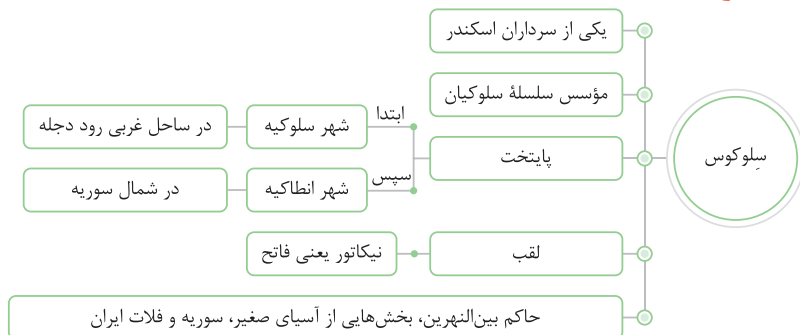 سِلوکوس
یکی از سرداران اسکندر
مؤسس سلسلهٔ سلوکیان
پایتخت
ابتدا
شهر سلوکیه
در ساحل غربی رود دجله
سپس
شهر انطاکیه
در شمال سوریه
لقب
نیکاتور یعنی فاتح
حاکم بین‌النهرین، بخش‌هایی از آسیای صغیر، سوریه و فلات ایران